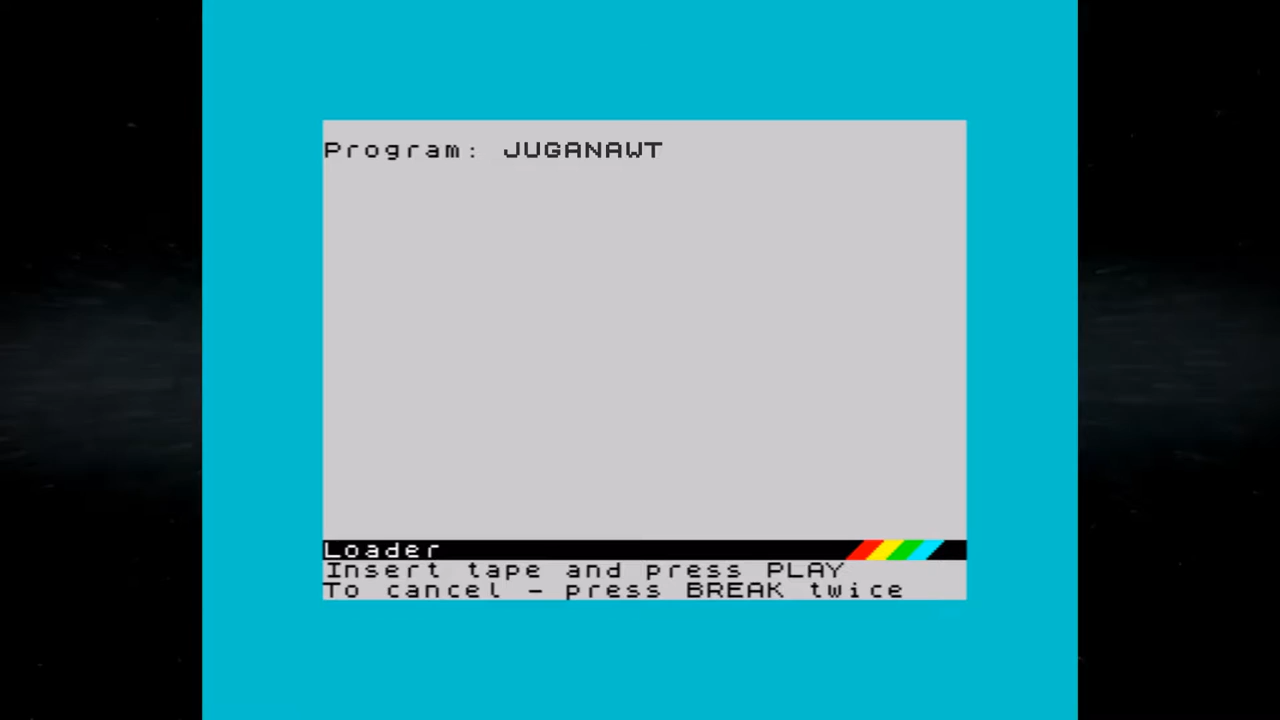 Program: JUGANAWT
Loader
Insert tape and press PLAY
To cancel - press BREAK twice